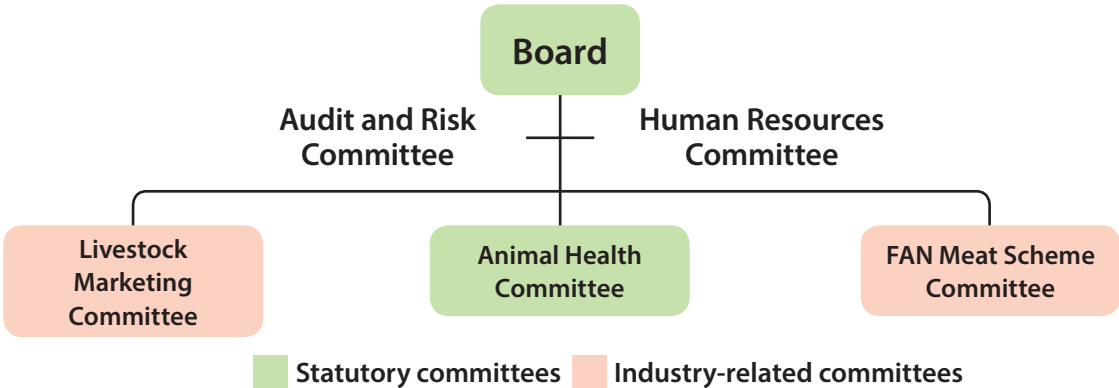 Board
Audit and Risk
Committee
Human Resources
Committee
Livestock
Marketing
Committee
Animal Health
Committee
FAN Meat Scheme
Committee
Statutory committees
Industry-related committees